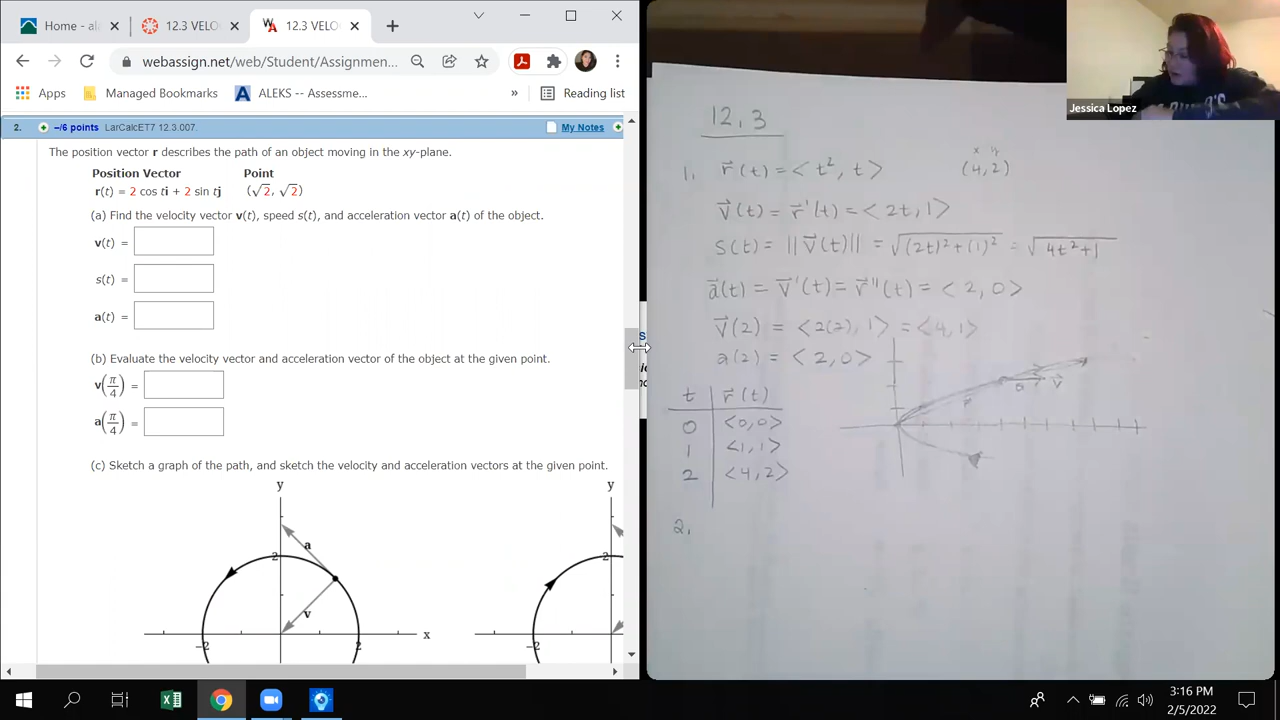 Home - al
12.3 VELO
12.3 VELO
webassign.net/web/Student/Assignmen...
Apps
Managed Bookmarks
ALEKS -- Assessme...
»
Reading list
2.
–/6 points
LarCalcET7 12.3.007
My Notes
The position vector r describes the path of an object moving in the xy-plane.
Position Vector Point
r(t) = 2 cos ti + 2 sin tj (√2, √2)
(a) Find the velocity vector v(t), speed s(t), and acceleration vector a(t) of the object.
v(t) =
s(t) =
a(t) =
(b) Evaluate the velocity vector and acceleration vector of the object at the given point.
v(π/4) =
a(π/4) =
(c) Sketch a graph of the path, and sketch the velocity and acceleration vectors at the given point.
y
a
2
v
-2
2
x
y
2
-2
Jessica Lopez
12.3
x y
1. r⃗(t) = <t², t> (4,2)
v⃗(t) = r⃗'(t) = <2t, 1>
s(t) = ||v⃗(t)|| = √((2t)²+(1)²) = √(4t²+1)
a⃗(t) = v⃗'(t) = r⃗''(t) = <2, 0>
v⃗(2) = <2(2), 1> = <4, 1>
a(2) = <2, 0>
t r⃗(t)
0 <0,0>
1 <1,1>
2 <4,2>
2.
3:16 PM
2/5/2022